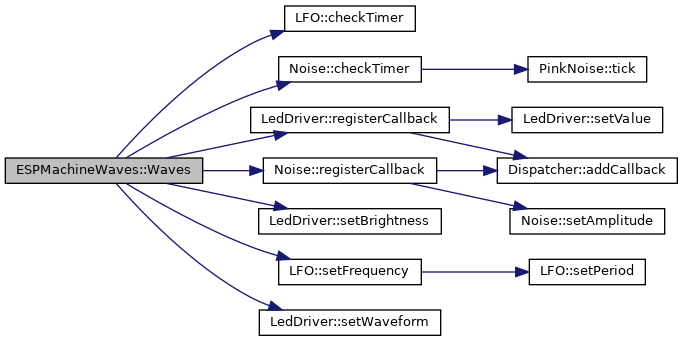 LFO::checkTimer
Noise::checkTimer
PinkNoise::tick
LedDriver::registerCallback
LedDriver::setValue
ESPMachineWaves::Waves
Noise::registerCallback
Dispatcher::addCallback
LedDriver::setBrightness
Noise::setAmplitude
LFO::setFrequency
LFO::setPeriod
LedDriver::setWaveform